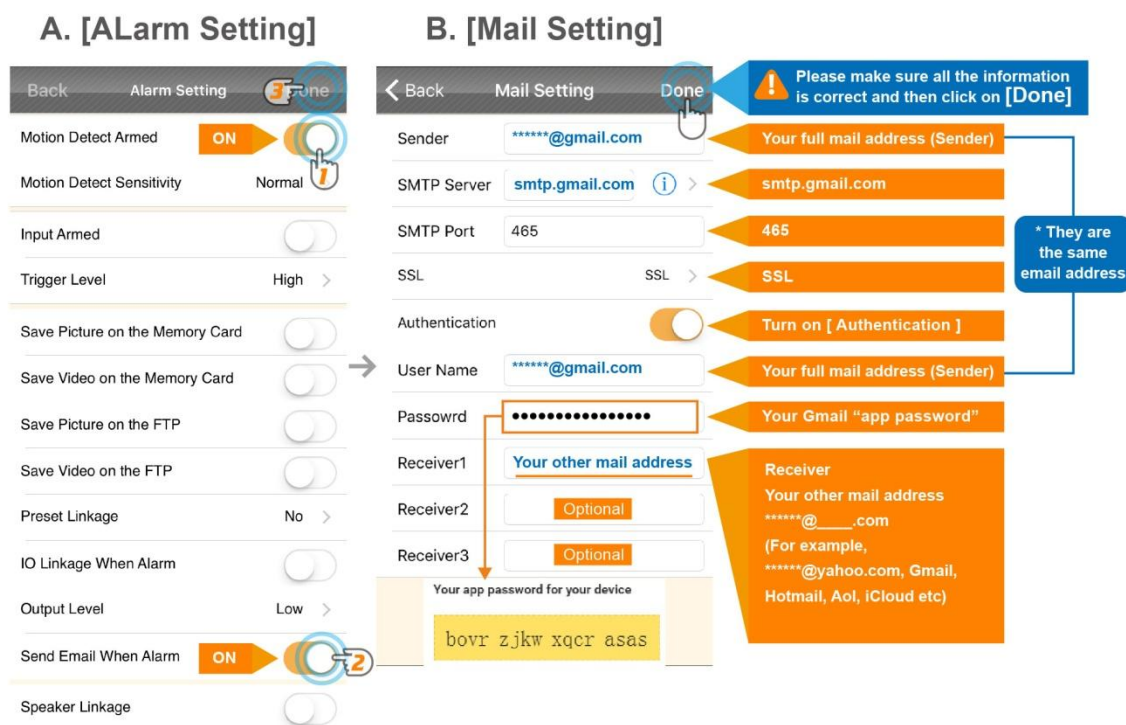 A. [ALarm Setting]
Back Alarm Setting Done
3
Motion Detect Armed ON
1
Motion Detect Sensitivity Normal
Input Armed
Trigger Level High
Save Picture on the Memory Card
Save Video on the Memory Card
Save Picture on the FTP
Save Video on the FTP
Preset Linkage No
IO Linkage When Alarm
Output Level Low
Send Email When Alarm ON
2
Speaker Linkage
B. [Mail Setting]
Back Mail Setting Done
Sender ******@gmail.com
SMTP Server smtp.gmail.com i
SMTP Port 465
SSL SSL
Authentication
User Name ******@gmail.com
Passowrd ••••••••••••••••
Receiver1 Your other mail address
Receiver2 Optional
Receiver3 Optional
Your app password for your device
bovr zjkw xqcr asas
Please make sure all the information
is correct and then click on [Done]
Your full mail address (Sender)
smtp.gmail.com
465
SSL
Turn on [ Authentication ]
Your full mail address (Sender)
Your Gmail “app password”
Receiver
Your other mail address
******@____.com
(For example,
******@yahoo.com, Gmail,
Hotmail, Aol, iCloud etc)
* They are
the same
email address